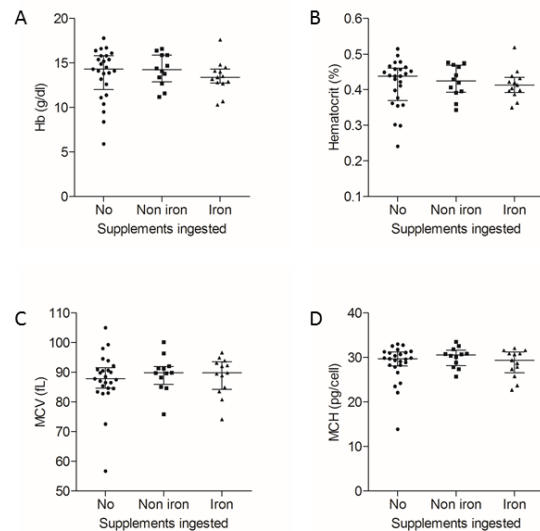 A
Hb (g/dl)
20
15
10
5
0
No Non iron Iron
Supplements ingested
B
Hematocrit (%)
0.6
0.5
0.4
0.3
0.1
No Non iron Iron
Supplements ingested
C
MCV (fL)
110
100
90
80
70
60
50
No Non iron Iron
Supplements ingested
D
MCH (pg/cell)
40
30
20
10
0
No Non iron Iron
Supplements ingested